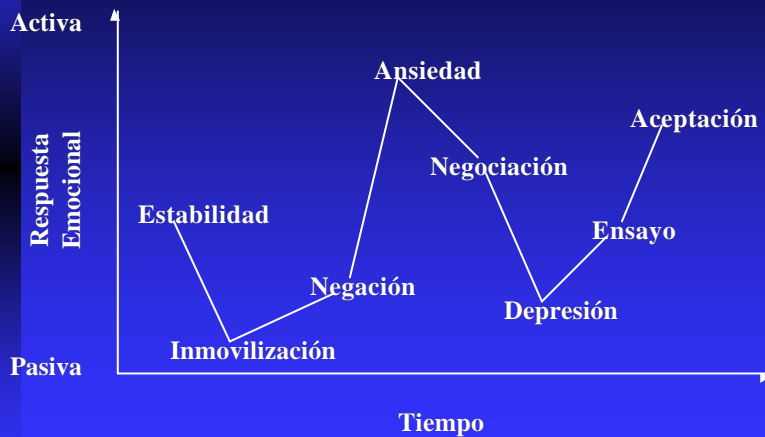 Activa
Ansiedad
Aceptación
Negociación
Respuesta
Emocional
Estabilidad
Ensayo
Negación
Depresión
Inmovilización
Pasiva
Tiempo